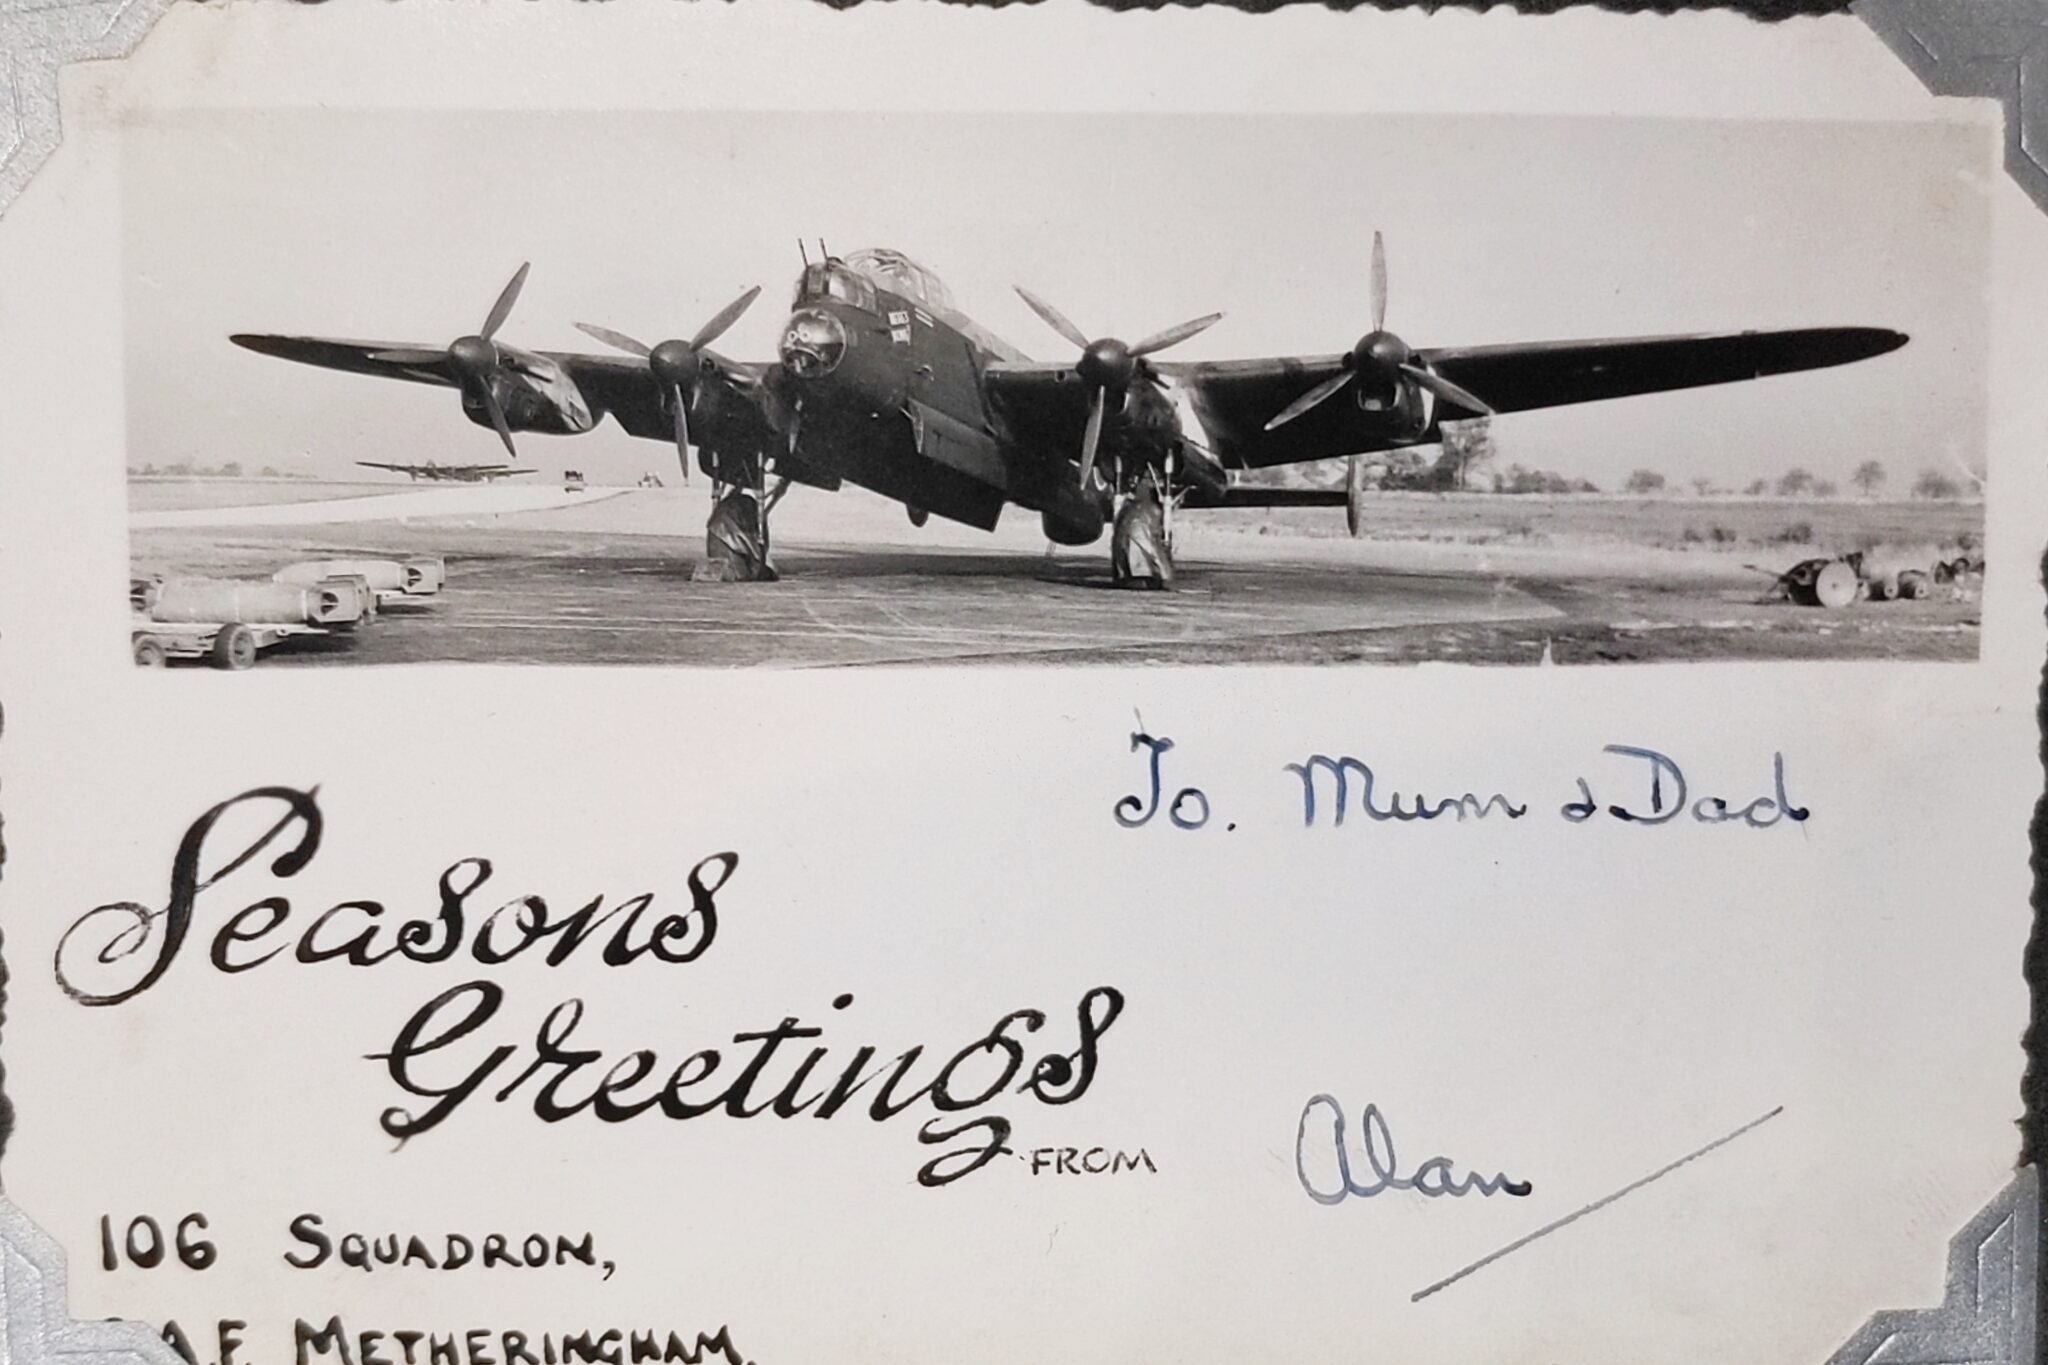 To. Mum & Dad
Seasons
Greetings
FROM
Alan
106 SQUADRON,
A.F. METHERINGHAM.